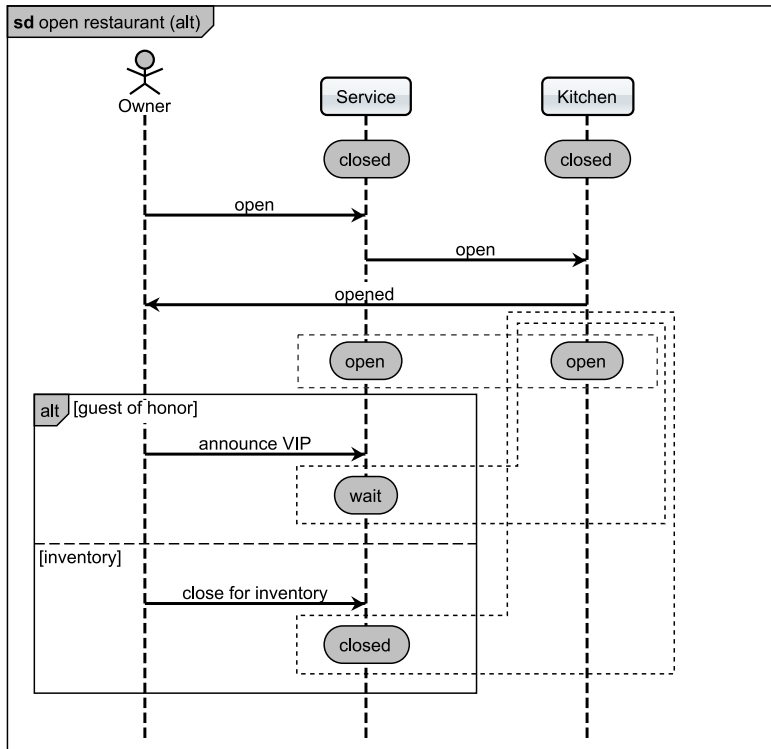 sd open restaurant (alt)
Owner
Service
Kitchen
closed
closed
open
open
opened
open
open
alt
[guest of honor]
announce VIP
wait
[inventory]
close for inventory
closed